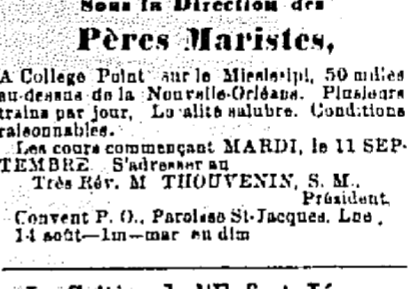 Sous la Direction des
Pères Maristes,
A College Point sur le Mississipi, 50 milles
au-dessus de la Nouvelle-Orléans. Plusieurs
trains par jour, Localité salubre. Conditions
raisonnables.
Les cours commençant MARDI, le 11 SEP-
TEMBRE. S'adresser au
Très Rév. M THOUVENIN, S. M.,
Président,
Convent P. O., Paroisse St-Jacques, Lne.
14 août—1m—mar au dim